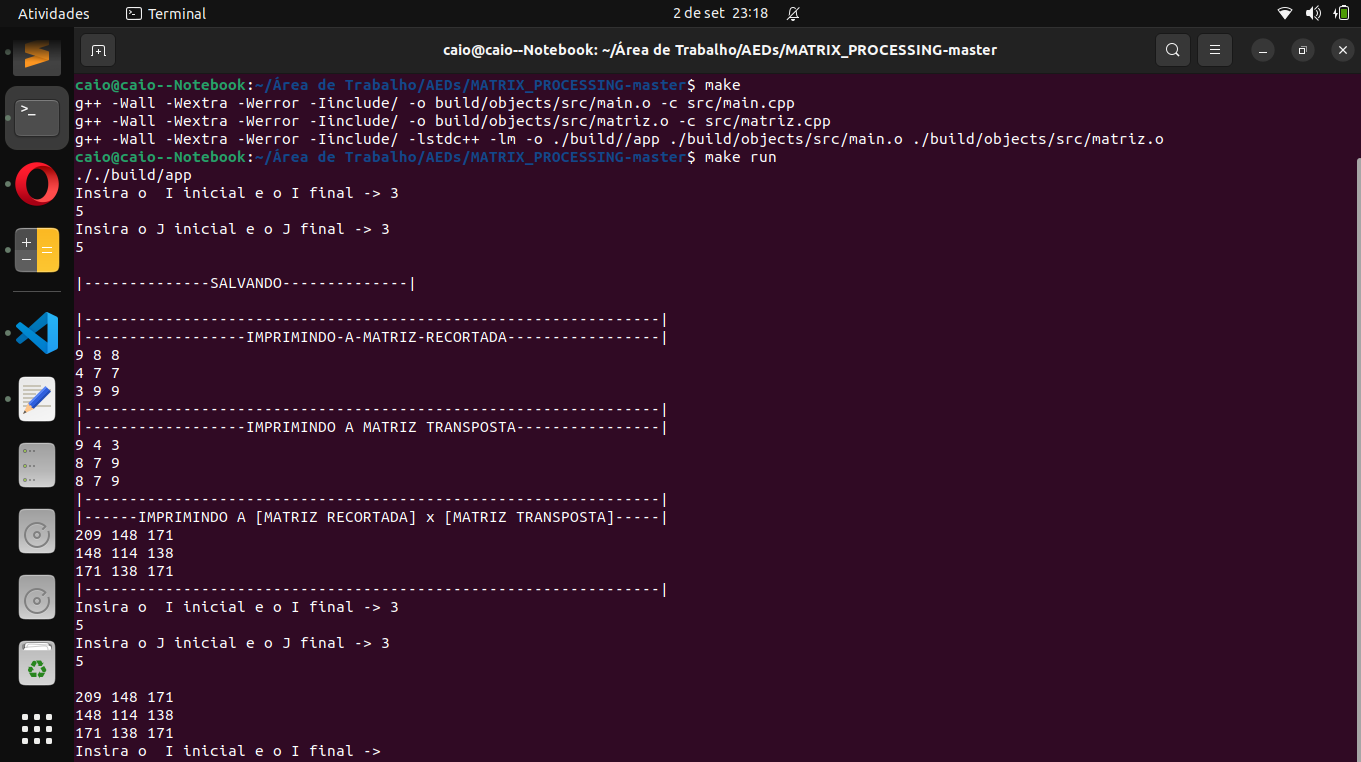 Atividades Terminal 2 de set 23:18
caio@caio--Notebook: ~/Área de Trabalho/AEDs/MATRIX_PROCESSING-master
caio@caio--Notebook:~/Área de Trabalho/AEDs/MATRIX_PROCESSING-master$ make
g++ -Wall -Wextra -Werror -Iinclude/ -o build/objects/src/main.o -c src/main.cpp
g++ -Wall -Wextra -Werror -Iinclude/ -o build/objects/src/matriz.o -c src/matriz.cpp
g++ -Wall -Wextra -Werror -Iinclude/ -lstdc++ -lm -o ./build//app ./build/objects/src/main.o ./build/objects/src/matriz.o
caio@caio--Notebook:~/Área de Trabalho/AEDs/MATRIX_PROCESSING-master$ make run
././build/app
Insira o  I inicial e o I final -> 3
5
Insira o J inicial e o J final -> 3
5
|--------------SALVANDO--------------|
|----------------------------------------------------------------|
|------------------IMPRIMINDO-A-MATRIZ-RECORTADA-----------------|
9 8 8
4 7 7
3 9 9
|----------------------------------------------------------------|
|------------------IMPRIMINDO A MATRIZ TRANSPOSTA----------------|
9 4 3
8 7 9
8 7 9
|----------------------------------------------------------------|
|------IMPRIMINDO A [MATRIZ RECORTADA] x [MATRIZ TRANSPOSTA]-----|
209 148 171
148 114 138
171 138 171
|----------------------------------------------------------------|
Insira o  I inicial e o I final -> 3
5
Insira o J inicial e o J final -> 3
5
209 148 171
148 114 138
171 138 171
Insira o  I inicial e o I final ->